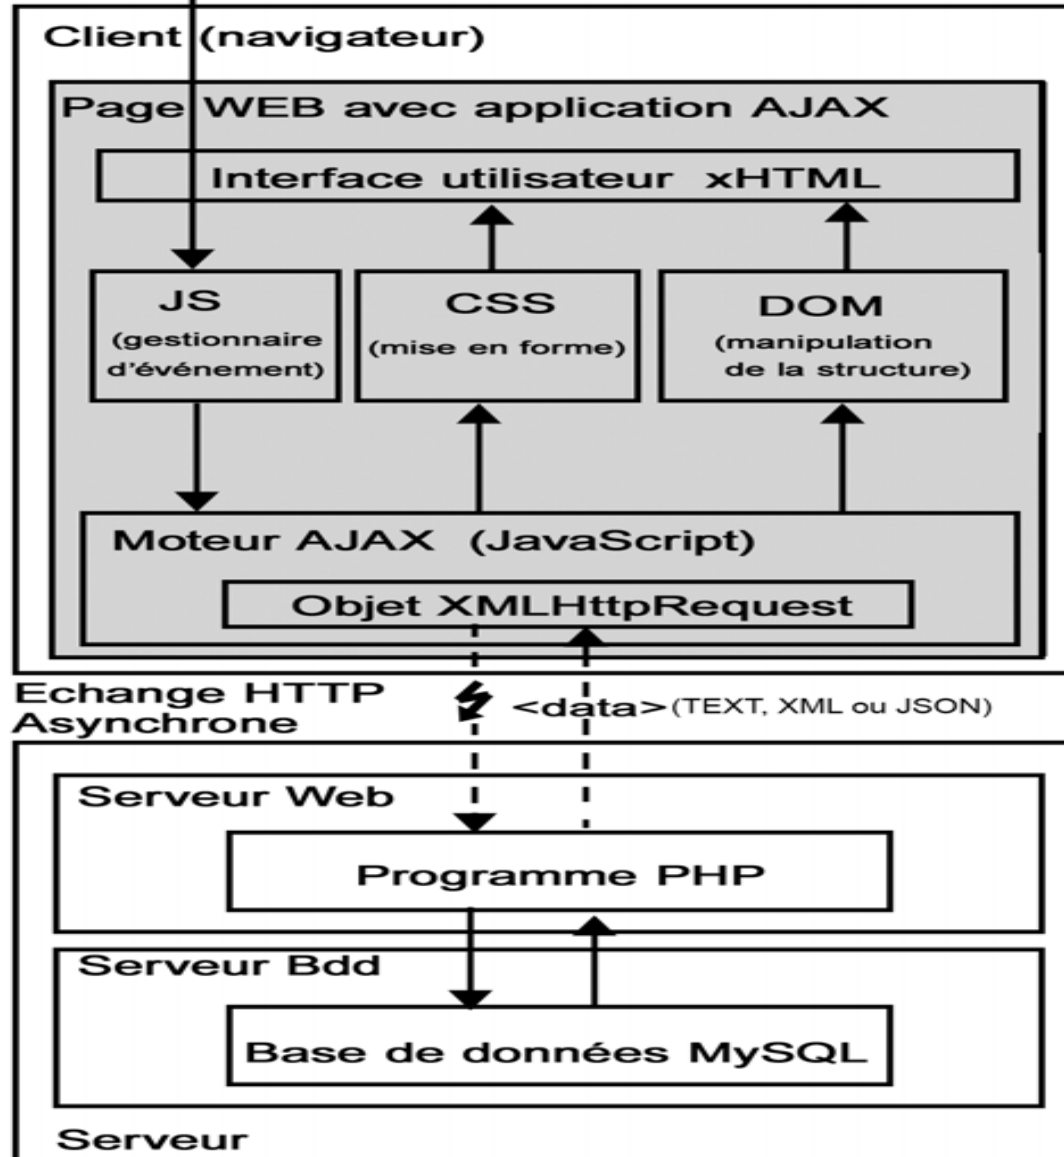 Client (navigateur)
Page WEB avec application AJAX
Interface utilisateur xHTML
JS
(gestionnaire
d'événement)
CSS
(mise en forme)
DOM
(manipulation
de la structure)
Moteur AJAX (JavaScript)
Objet XMLHttpRequest
Echange HTTP
Asynchrone
<data> (TEXT, XML ou JSON)
Serveur Web
Programme PHP
Serveur Bdd
Base de données MySQL
Serveur